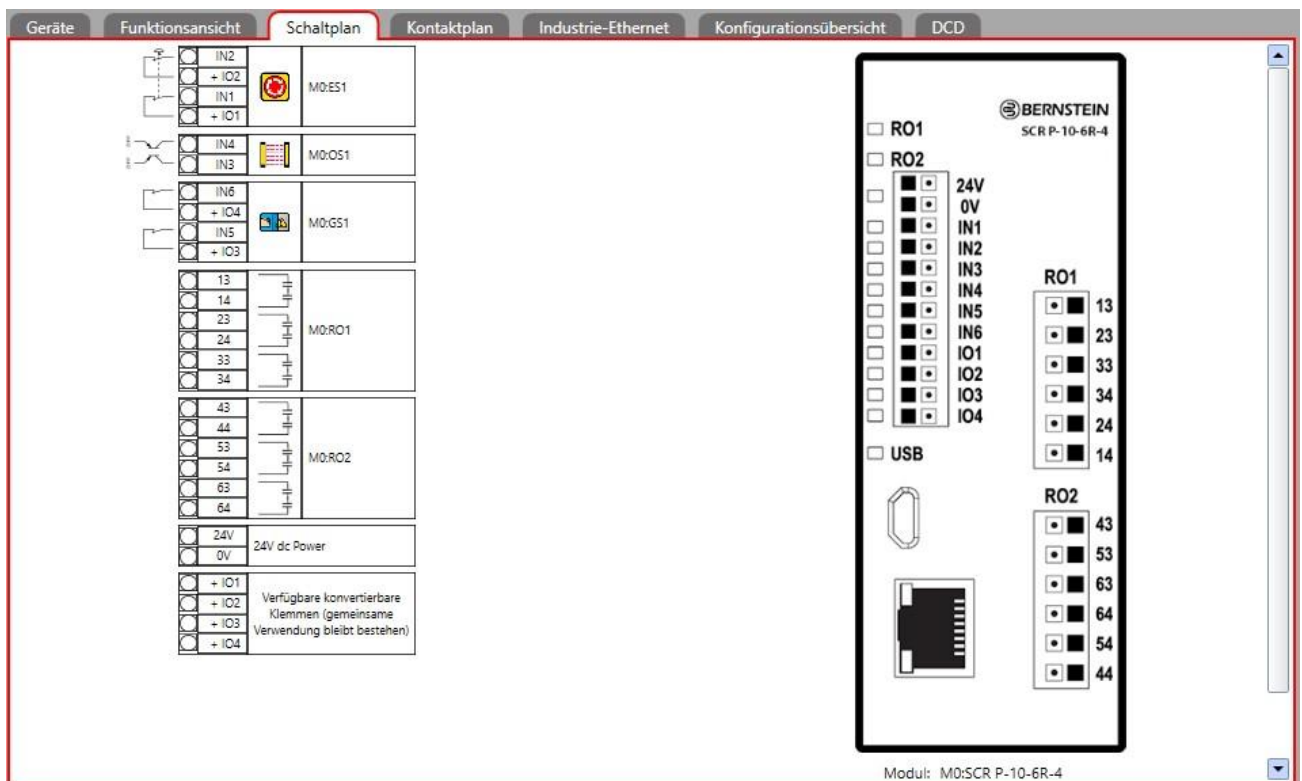 Geräte Funktionsansicht Schaltplan Kontaktplan Industrie-Ethernet Konfigurationsübersicht DCD
IN2
+ IO2
IN1
+ IO1
M0:ES1
IN4
IN3
M0:OS1
IN6
+ IO4
IN5
+ IO3
M0:GS1
13
14
23
24
33
34
M0:RO1
43
44
53
54
63
64
M0:RO2
24V
0V
24V dc Power
+ IO1
+ IO2
+ IO3
+ IO4
Verfügbare konvertierbare
Klemmen (gemeinsame
Verwendung bleibt bestehen)
BERNSTEIN
SCR P-10-6R-4
RO1
RO2
24V
0V
IN1
IN2
IN3
IN4
IN5
IN6
IO1
IO2
IO3
IO4
USB
RO1
13
23
33
34
24
14
RO2
43
53
63
64
54
44
Modul: M0:SCR P-10-6R-4